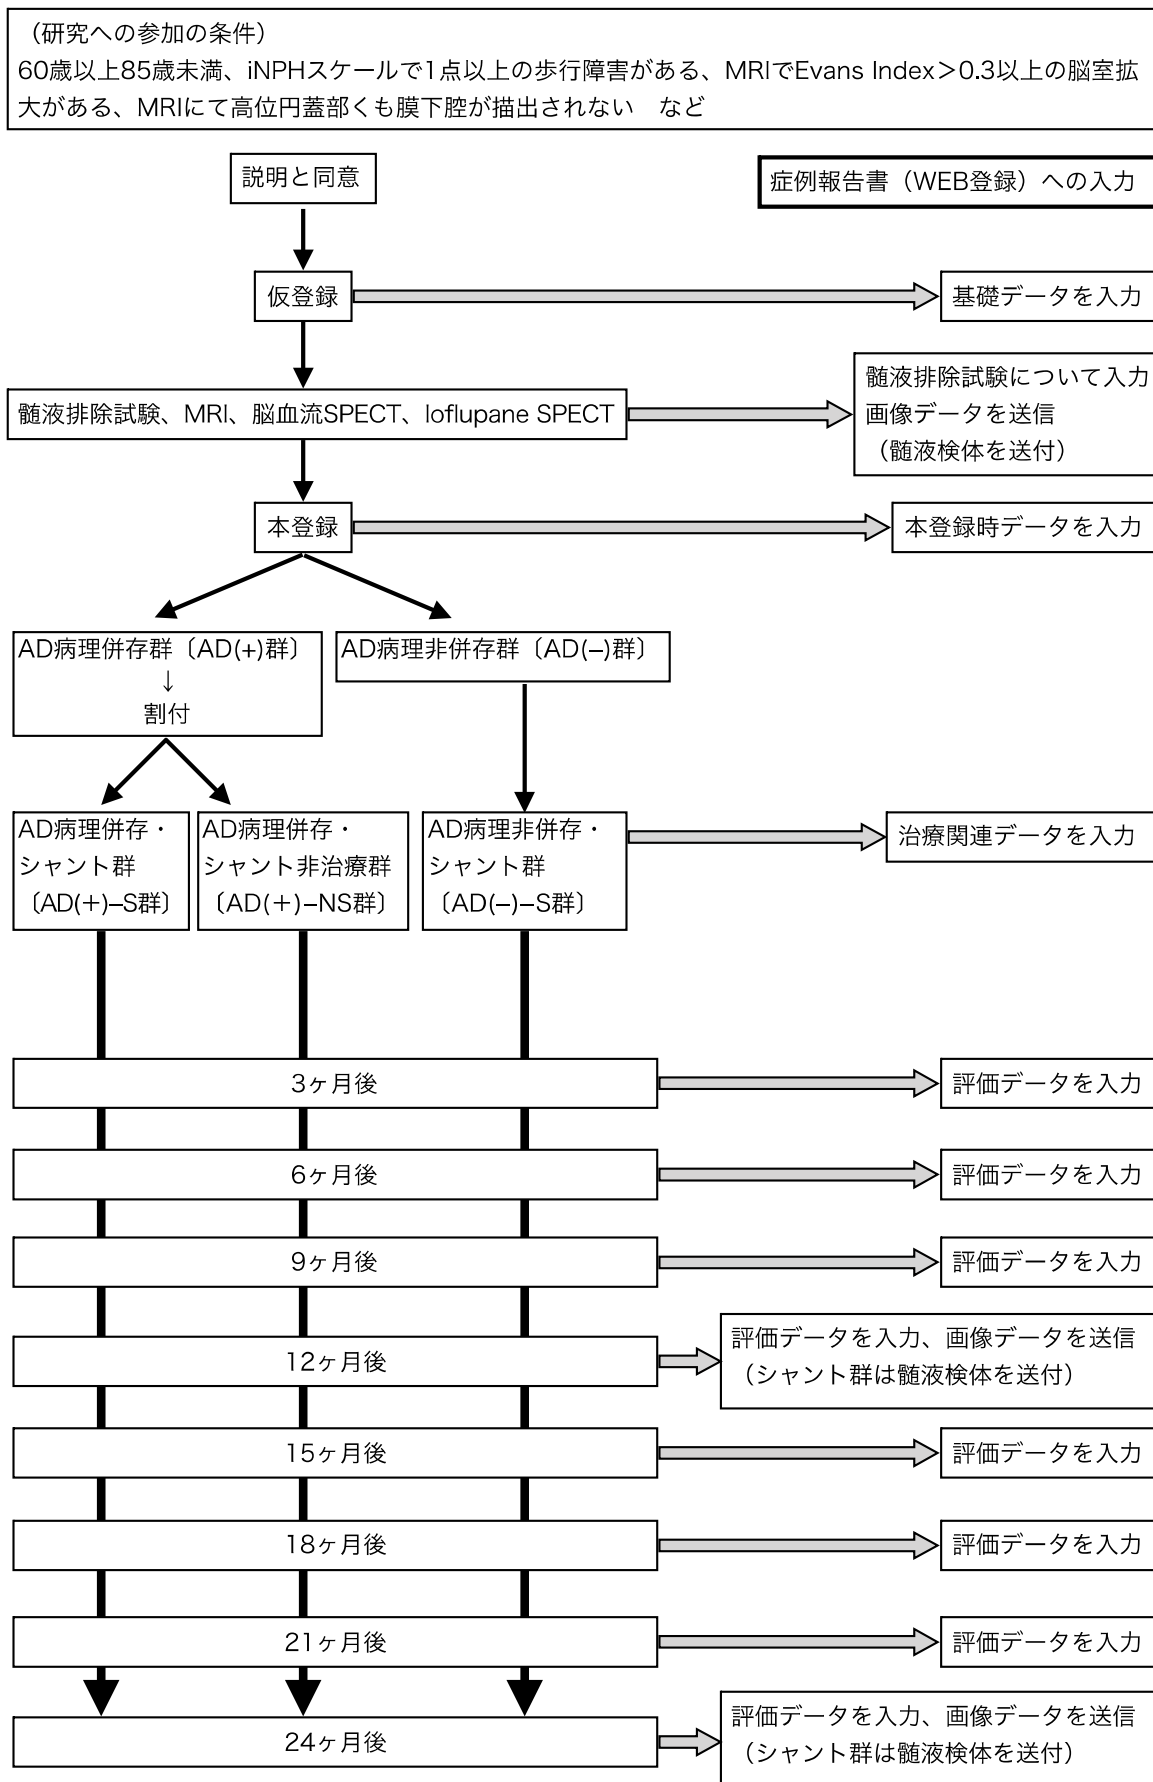 （研究への参加の条件）
60歳以上85歳未満、iNPHスケールで1点以上の歩行障害がある、MRIでEvans Index＞0.3以上の脳室拡
大がある、MRIにて高位円蓋部くも膜下腔が描出されない　など
説明と同意
症例報告書（WEB登録）への入力
仮登録
基礎データを入力
髄液排除試験、MRI、脳血流SPECT、Ioflupane SPECT
髄液排除試験について入力
画像データを送信
（髄液検体を送付）
本登録
本登録時データを入力
AD病理併存群〔AD(+)群〕
↓
割付
AD病理非併存群〔AD(−)群〕
AD病理併存・
シャント群
〔AD(＋)−S群〕
AD病理併存・
シャント非治療群
〔AD(＋)−NS群〕
AD病理非併存・
シャント群
〔AD(−)−S群〕
治療関連データを入力
3ヶ月後
評価データを入力
6ヶ月後
評価データを入力
9ヶ月後
評価データを入力
12ヶ月後
評価データを入力、画像データを送信
（シャント群は髄液検体を送付）
15ヶ月後
評価データを入力
18ヶ月後
評価データを入力
21ヶ月後
評価データを入力
24ヶ月後
評価データを入力、画像データを送信
（シャント群は髄液検体を送付）